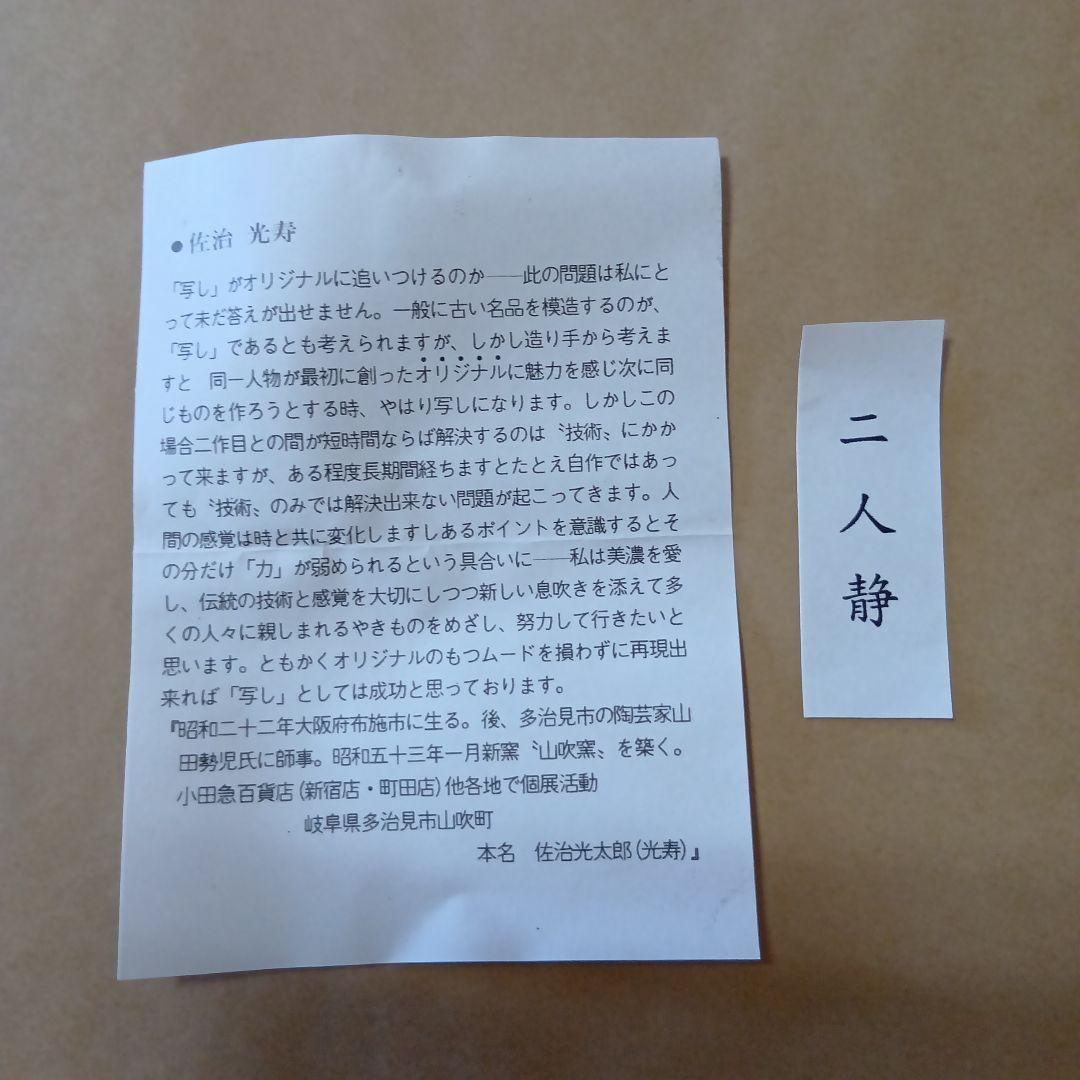 ●佐治 光寿
「写し」がオリジナルに追いつけるのか──此の問題は私にと
って未だ答えが出せません。一般に古い名品を模造するのが、
「写し」であるとも考えられますが、しかし造り手から考えま
すと 同一人物が最初に創ったオリジナルに魅力を感じ次に同
じものを作ろうとする時、やはり写しになります。しかしこの
場合二作目との間が短時間ならば解決するのは〝技術〟にかか
って来ますが、ある程度長期間経ちますとたとえ自作ではあっ
ても〝技術〟のみでは解決出来ない問題が起こってきます。人
間の感覚は時と共に変化しますしあるポイントを意識するとそ
の分だけ「力」が弱められるという具合いに──私は美濃を愛
し、伝統の技術と感覚を大切にしつつ新しい息吹きを添えて多
くの人々に親しまれるやきものをめざし、努力して行きたいと
思います。ともかくオリジナルのもつムードを損わずに再現出
来れば「写し」としては成功と思っております。
『昭和二十二年大阪府布施市に生る。後、多治見市の陶芸家山
田勢児氏に師事。昭和五十三年一月新窯〝山吹窯〟を築く。
小田急百貨店(新宿店・町田店)他各地で個展活動
岐阜県多治見市山吹町
本名 佐治光太郎(光寿)』
二人静